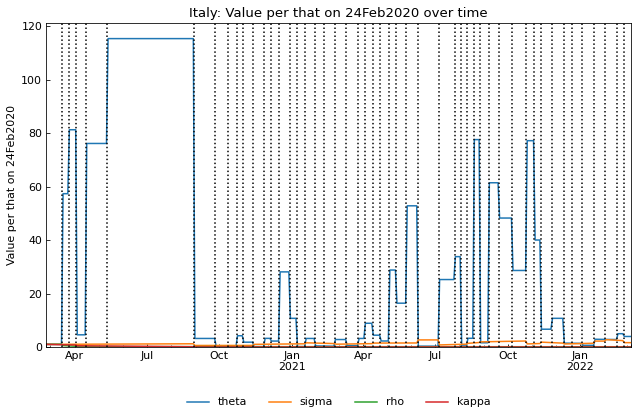 Italy: Value per that on 24Feb2020 over time
Value per that on 24Feb2020
120
100
80
60
40
20
0
Apr Jul Oct Jan Apr Jul Oct Jan
2021 2022
theta sigma rho kappa